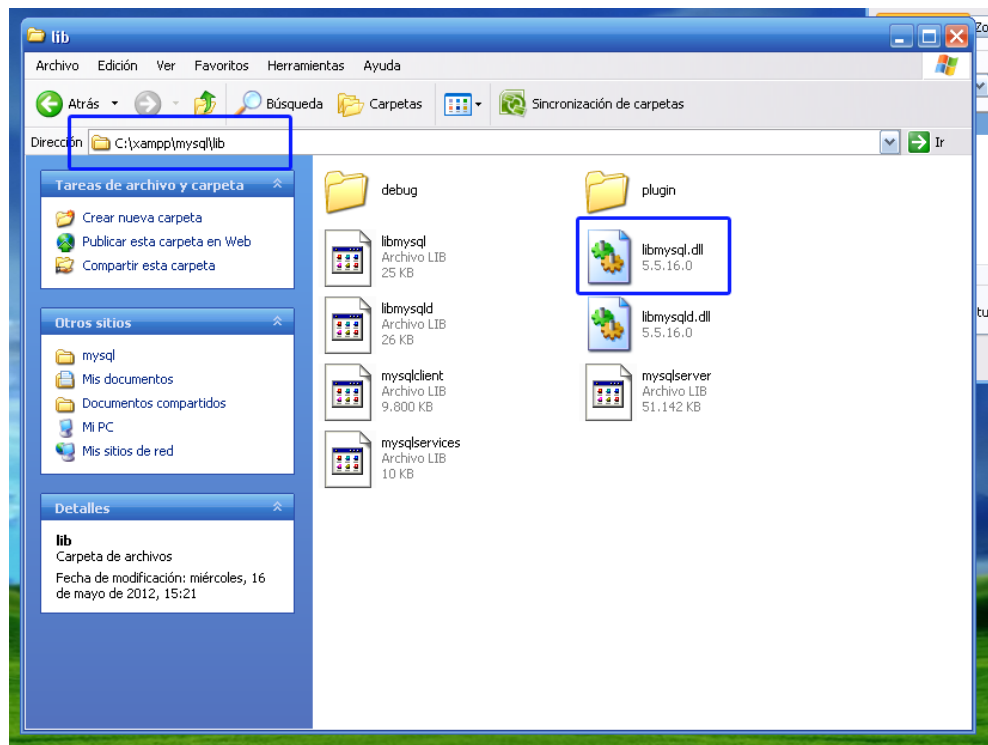 lib
Archivo Edición Ver Favoritos Herramientas Ayuda
Atrás Búsqueda Carpetas Sincronización de carpetas
Dirección C:\xampp\mysql\lib Ir
Tareas de archivo y carpeta
Crear nueva carpeta
Publicar esta carpeta en Web
Compartir esta carpeta
Otros sitios
mysql
Mis documentos
Documentos compartidos
Mi PC
Mis sitios de red
Detalles
lib
Carpeta de archivos
Fecha de modificación: miércoles, 16
de mayo de 2012, 15:21
debug
plugin
libmysql
Archivo LIB
25 KB
libmysql.dll
5.5.16.0
libmysqld
Archivo LIB
26 KB
libmysqld.dll
5.5.16.0
mysqlclient
Archivo LIB
9.800 KB
mysqlserver
Archivo LIB
51.142 KB
mysqlservices
Archivo LIB
10 KB